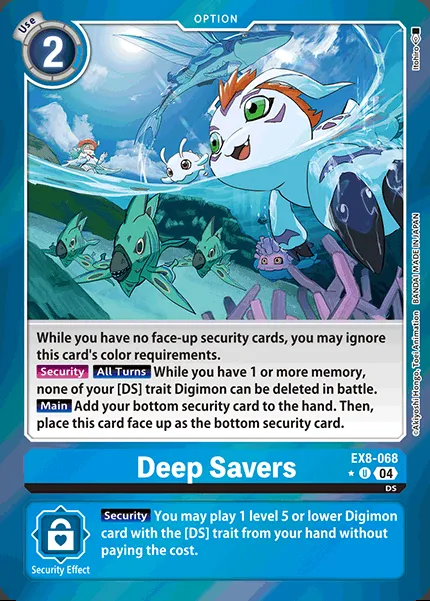 OPTION
Use
2
Itohiro
While you have no face-up security cards, you may ignore
this card's color requirements.
Security All Turns While you have 1 or more memory,
none of your [DS] trait Digimon can be deleted in battle.
Main Add your bottom security card to the hand. Then,
place this card face up as the bottom security card.
©Akiyoshi Hongo, Toei Animation BANDAI MADE IN JAPAN
Deep Savers
EX8-068
U 04
DS
Security You may play 1 level 5 or lower Digimon
card with the [DS] trait from your hand without
paying the cost.
Security Effect